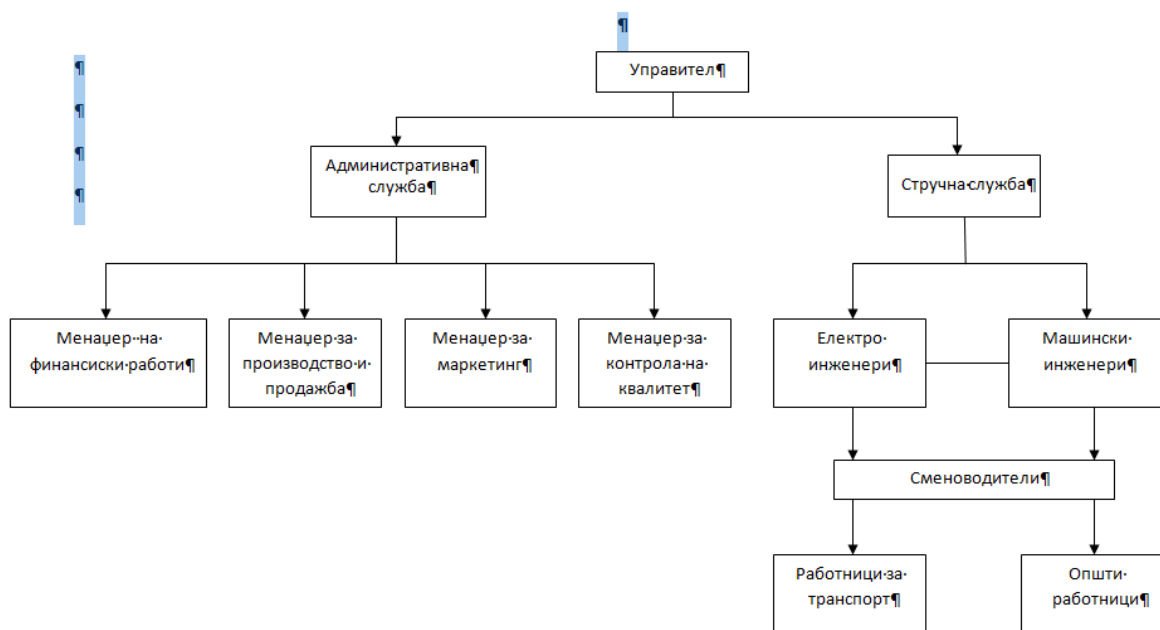 ¶
¶
¶
¶
¶
Управител¶
Административна¶
служба¶
Стручна·служба¶
Менаџер·на·
финансиски·работи¶
Менаџер·за·
производство·и·
продажба¶
Менаџер·за·
маркетинг¶
Менаџер·за·
контрола·на·
квалитет¶
Електро·
инженери¶
Машински·
инженери¶
Сменоводители¶
Работници·за·
транспорт¶
Општи·
работници¶